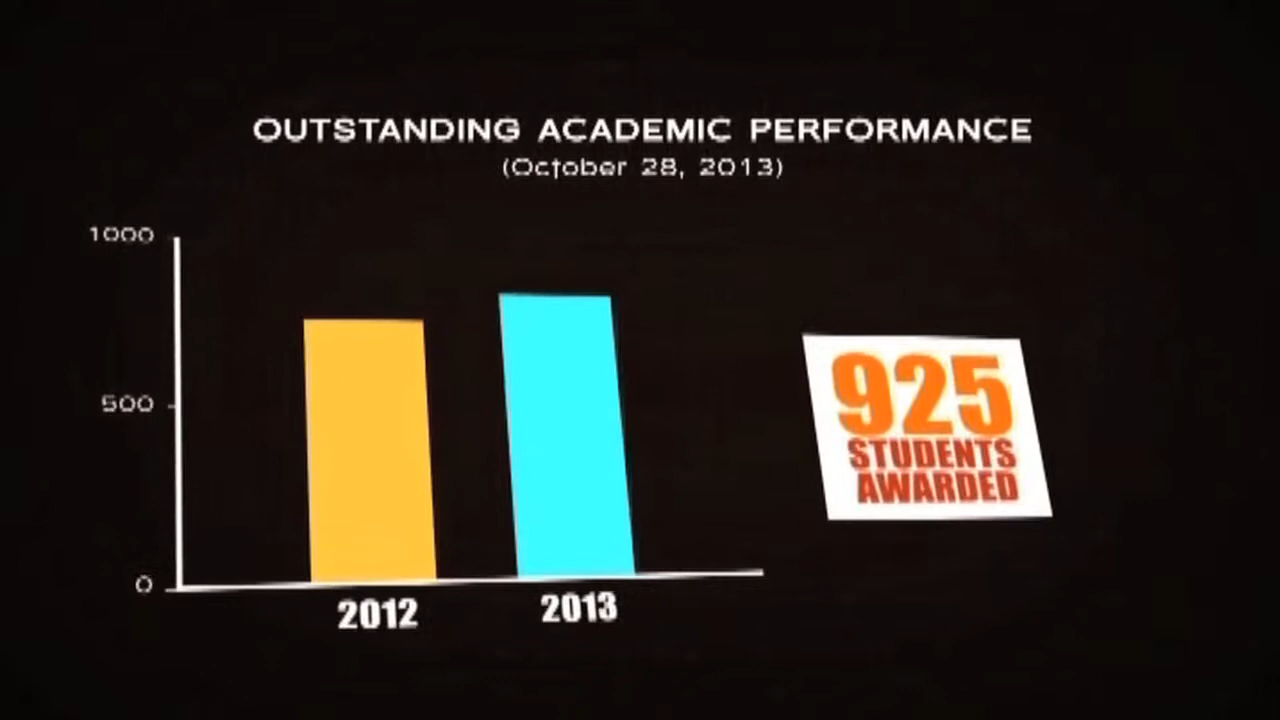 OUTSTANDING ACADEMIC PERFORMANCE
(October 28, 2013)
1000
500
0
2012
2013
925
STUDENTS
AWARDED